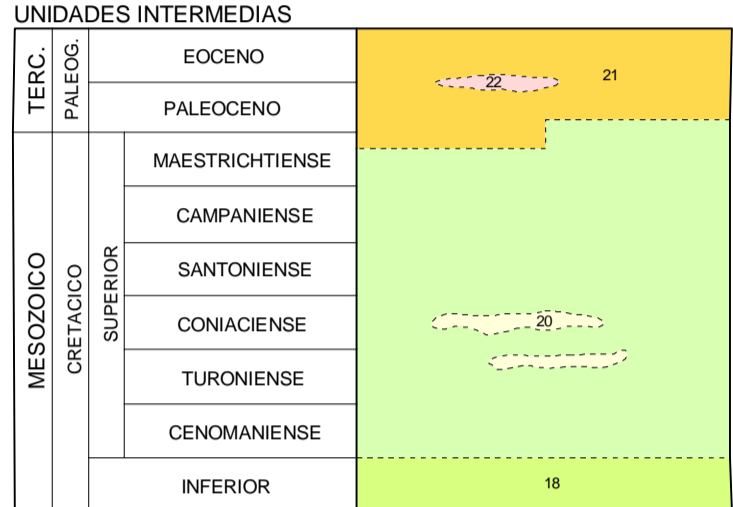 UNIDADES INTERMEDIAS
TERC.
PALEOG.
EOCENO
PALEOCENO
22
21
MESOZOICO
CRETACICO
SUPERIOR
MAESTRICHTIENSE
CAMPANIENSE
SANTONIENSE
CONIACIENSE
TURONIENSE
CENOMANIENSE
20
INFERIOR
18